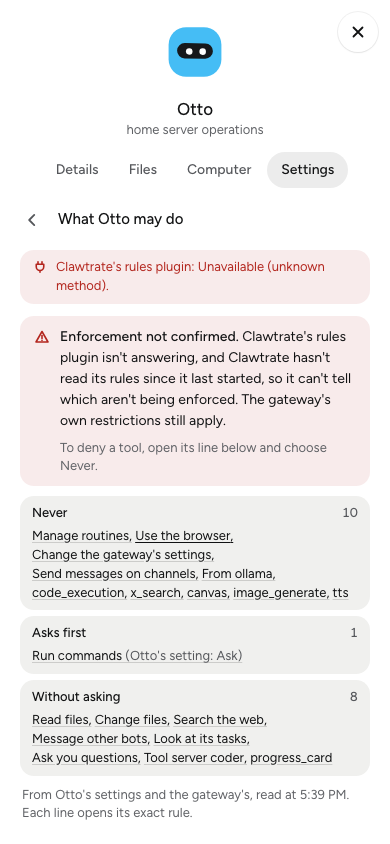 Otto
home server operations
Details Files Computer Settings
What Otto may do
Clawtrate's rules plugin: Unavailable (unknown
method).
Enforcement not confirmed. Clawtrate's rules
plugin isn't answering, and Clawtrate hasn't
read its rules since it last started, so it can't tell
which aren't being enforced. The gateway's
own restrictions still apply.
To deny a tool, open its line below and choose
Never.
Never 10
Manage routines, Use the browser,
Change the gateway's settings,
Send messages on channels, From ollama,
code_execution, x_search, canvas, image_generate, tts
Asks first 1
Run commands (Otto's setting: Ask)
Without asking 8
Read files, Change files, Search the web,
Message other bots, Look at its tasks,
Ask you questions, Tool server coder, progress_card
From Otto's settings and the gateway's, read at 5:39 PM.
Each line opens its exact rule.